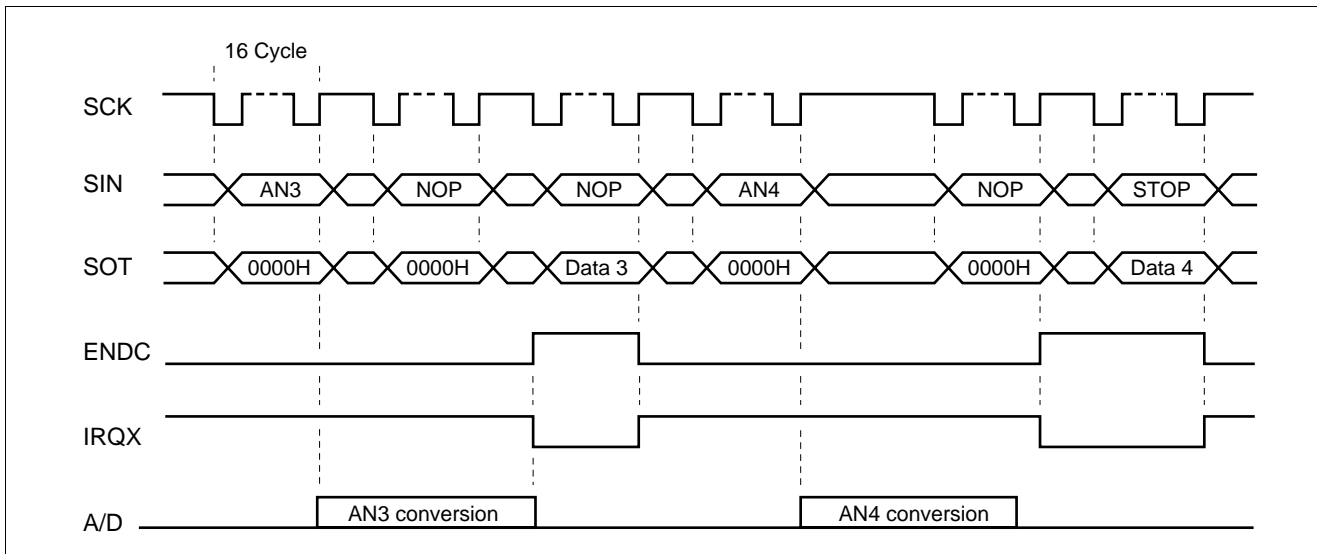 16 Cycle
SCK
SIN AN3 NOP NOP AN4 NOP STOP
SOT 0000H 0000H Data 3 0000H 0000H Data 4
ENDC
IRQX
A/D AN3 conversion AN4 conversion